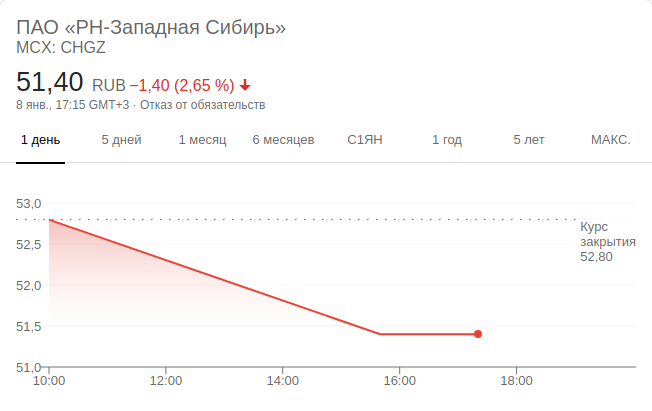 ПАО «РН-Западная Сибирь»
MCX: CHGZ
51,40 RUB −1,40 (2,65 %)
8 янв., 17:15 GMT+3 · Отказ от обязательств
1 день 5 дней 1 месяц 6 месяцев С1ЯН 1 год 5 лет МАКС.
53,0
Курс
закрытия
52,80
52,5
52,0
51,5
51,0
10:00 12:00 14:00 16:00 18:00